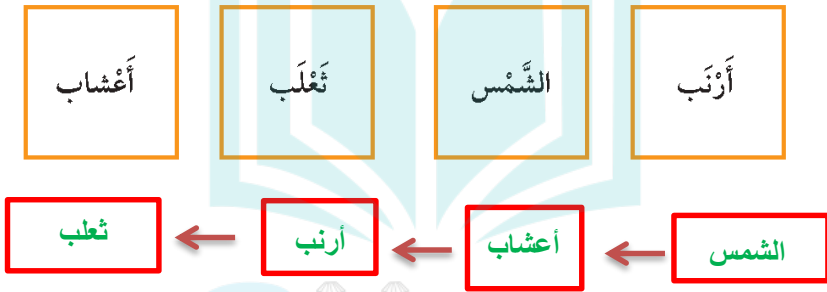 أَرْنَب الشَّمْس ثَعْلَب أَعْشاب
الشمس أعشاب أرنب ثعلب